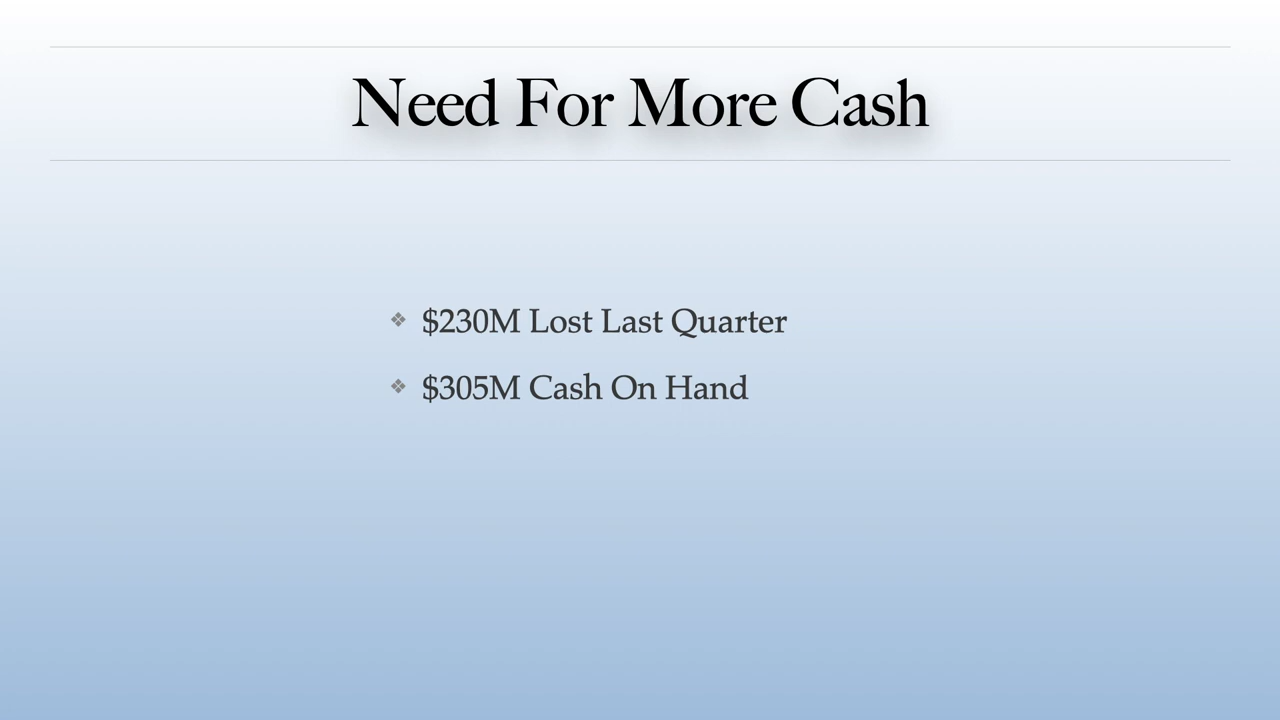 Need For More Cash
❖ $230M Lost Last Quarter
❖ $305M Cash On Hand